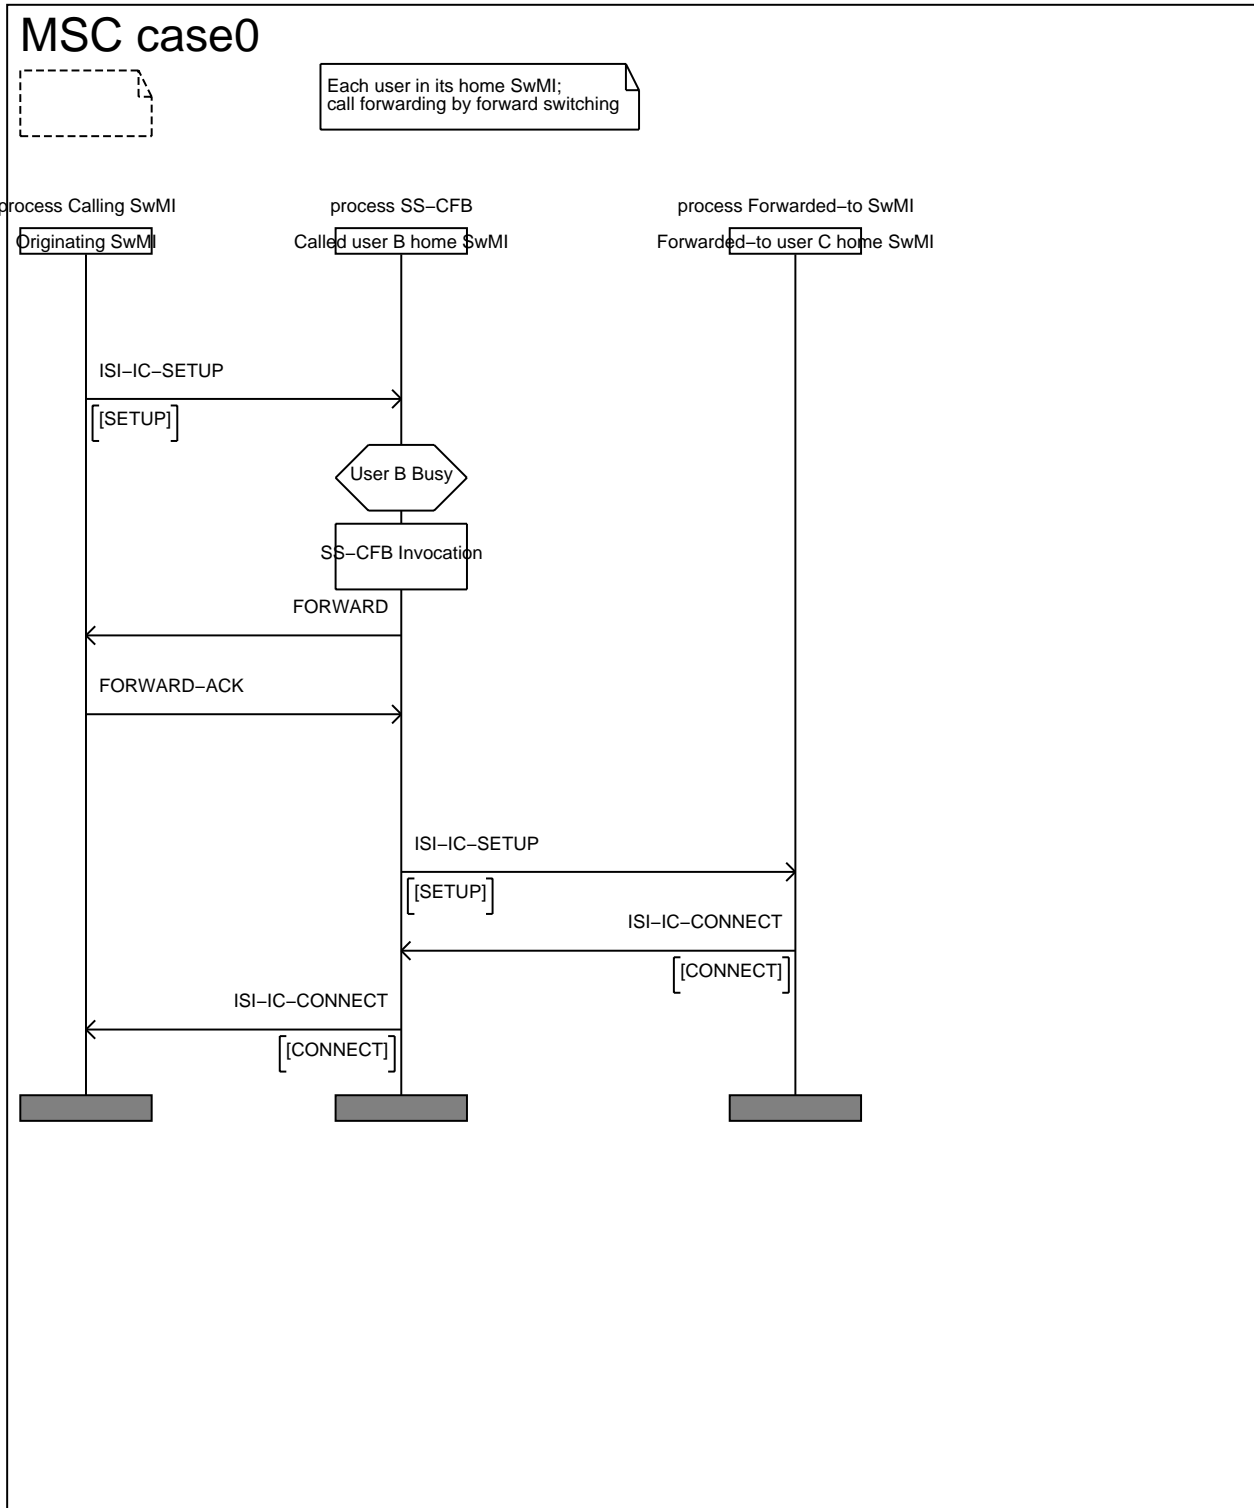 MSC case0
Each user in its home SwMI;
call forwarding by forward switching
process Calling SwMI
process SS−CFB
process Forwarded−to SwMI
Originating SwMI
Called user B home SwMI
Forwarded−to user C home SwMI
ISI−IC−SETUP
[SETUP]
User B Busy
SS−CFB Invocation
FORWARD
FORWARD−ACK
ISI−IC−SETUP
[SETUP]
ISI−IC−CONNECT
[CONNECT]
ISI−IC−CONNECT
[CONNECT]